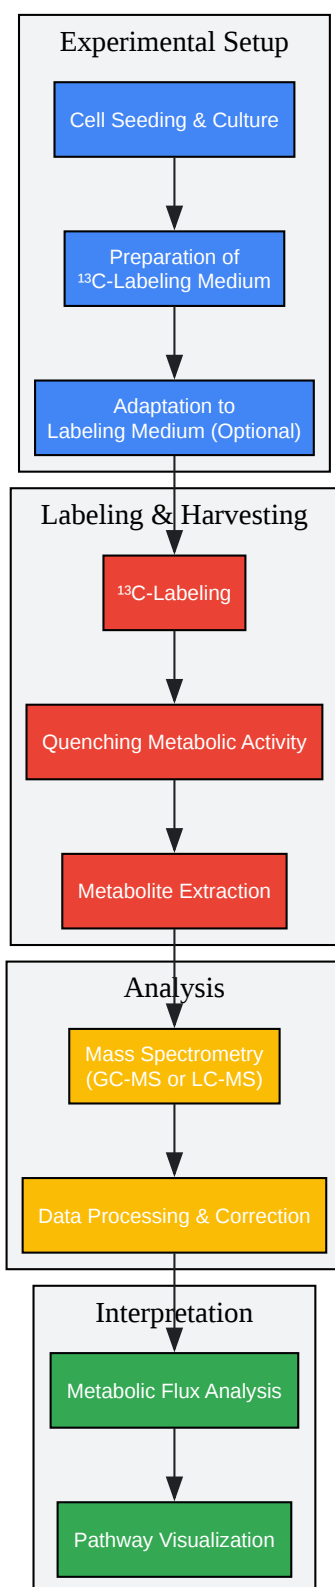 Experimental Setup
Cell Seeding & Culture
Preparation of
¹³C-Labeling Medium
Adaptation to
Labeling Medium (Optional)
Labeling & Harvesting
¹³C-Labeling
Quenching Metabolic Activity
Metabolite Extraction
Analysis
Mass Spectrometry
(GC-MS or LC-MS)
Data Processing & Correction
Interpretation
Metabolic Flux Analysis
Pathway Visualization